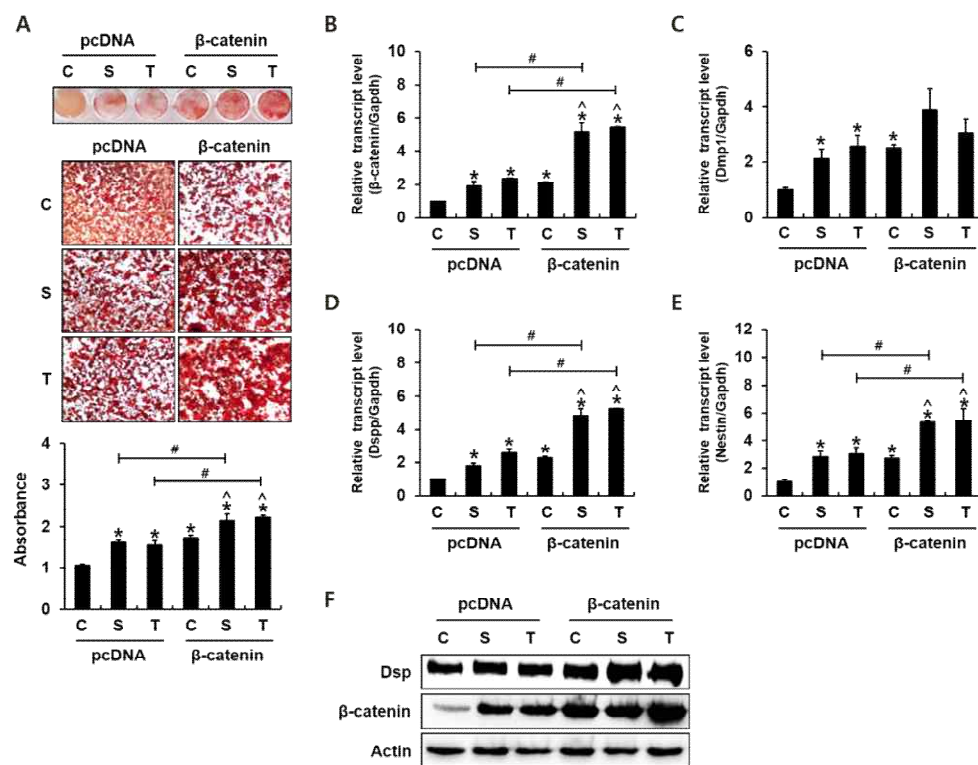 A
pcDNA β-catenin
C S T C S T
pcDNA β-catenin
C
S
T
4
3
2
1
0
Absorbance
#
#
* * * ^ * ^ *
C S T C S T
pcDNA β-catenin
B
Relative transcript level
(β-catenin/Gapdh)
10
8
6
4
2
0
#
#
* * * ^ * ^ *
C S T C S T
pcDNA β-catenin
C
Relative transcript level
(Dmp1/Gapdh)
6
4
2
0
* * *
C S T C S T
pcDNA β-catenin
D
Relative transcript level
(Dspp/Gapdh)
10
8
6
4
2
0
#
#
* * * ^ * ^ *
C S T C S T
pcDNA β-catenin
E
Relative transcript level
(Nestin/Gapdh)
12
10
8
6
4
2
0
#
#
* * * ^ * ^ *
C S T C S T
pcDNA β-catenin
F
pcDNA β-catenin
C S T C S T
Dsp
β-catenin
Actin